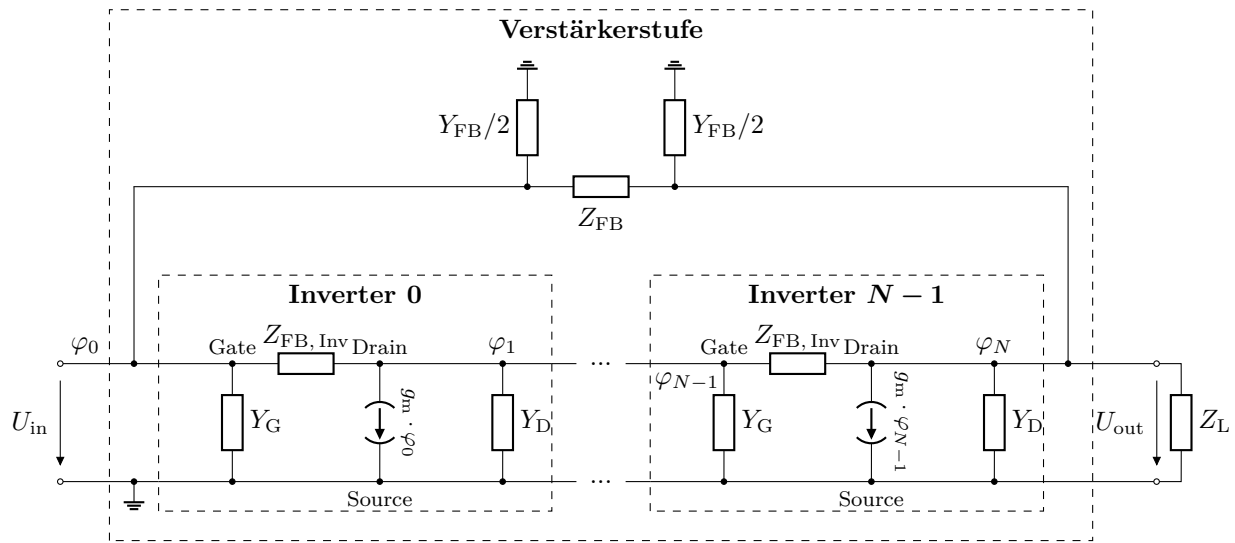 Verstärkerstufe
Y_FB/2 Y_FB/2
Z_FB
Inverter 0 Inverter N − 1
φ_0 Gate Z_FB, Inv Drain φ_1 ... Gate Z_FB, Inv Drain φ_N
φ_N−1
U_in Y_G g_m · φ_0 Y_D Y_G g_m · φ_N−1 Y_D U_out Z_L
...
Source Source